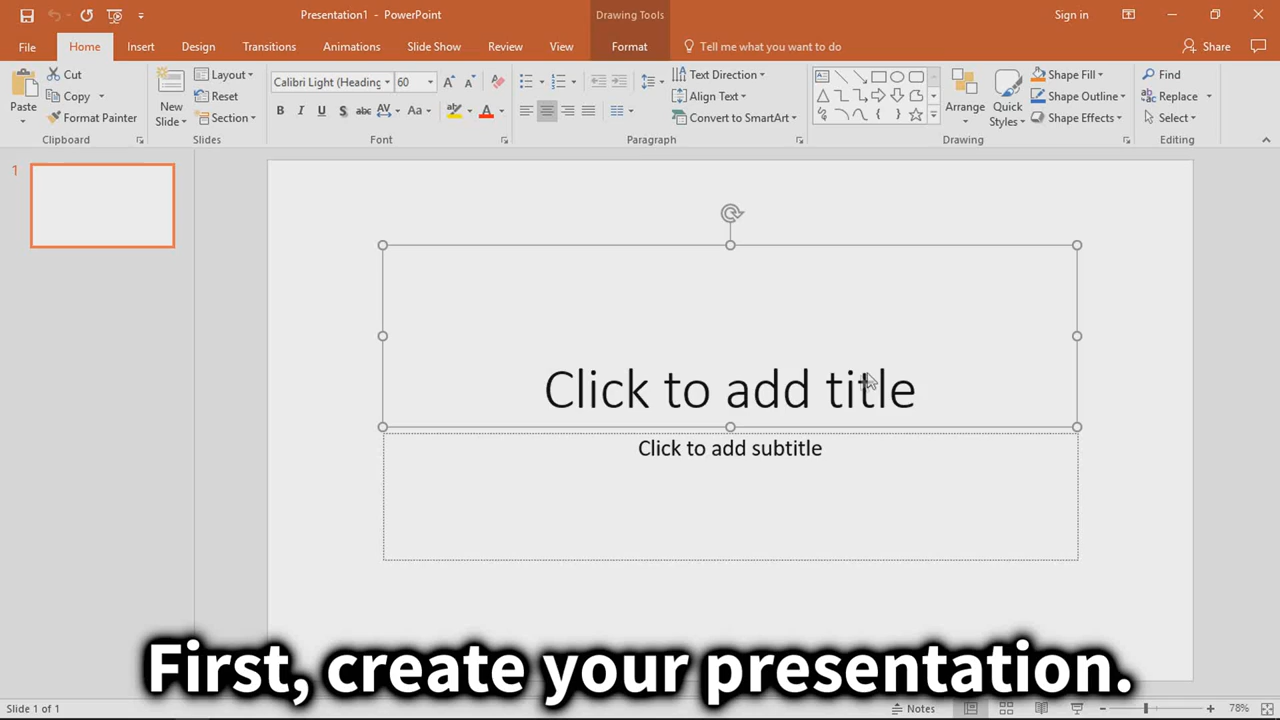 Presentation1 - PowerPoint
Drawing Tools
Sign in
File
Home
Insert
Design
Transitions
Animations
Slide Show
Review
View
Format
Tell me what you want to do
Share
Paste
Cut
Copy
Format Painter
Clipboard
New
Slide
Layout
Reset
Section
Slides
Calibri Light (Heading
60
B
I
U
S
abc
AV
Aa
A
Font
Text Direction
Align Text
Convert to SmartArt
Paragraph
Arrange
Quick
Styles
Shape Fill
Shape Outline
Shape Effects
Drawing
Find
Replace
Select
Editing
1
Click to add title
Click to add subtitle
First, create your presentation.
Slide 1 of 1
Notes
78%